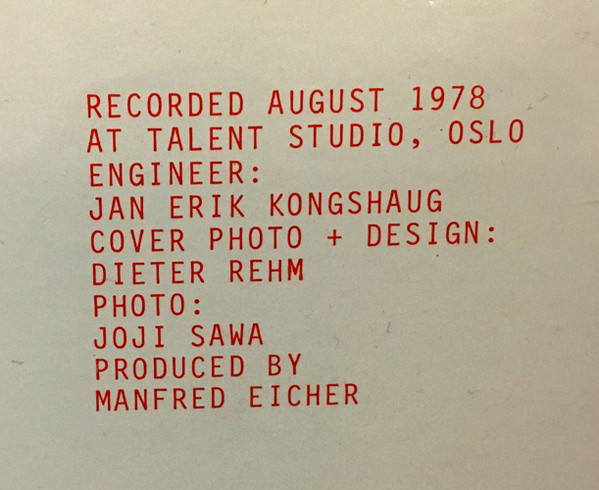 RECORDED AUGUST 1978
AT TALENT STUDIO, OSLO
ENGINEER:
JAN ERIK KONGSHAUG
COVER PHOTO + DESIGN:
DIETER REHM
PHOTO:
JOJI SAWA
PRODUCED BY
MANFRED EICHER